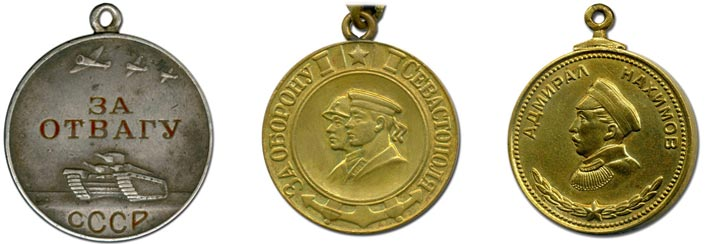 ЗА
ОТВАГУ
СССР
ЗА ОБОРОНУ СЕВАСТОПОЛЯ
АДМИРАЛ НАХИМОВ